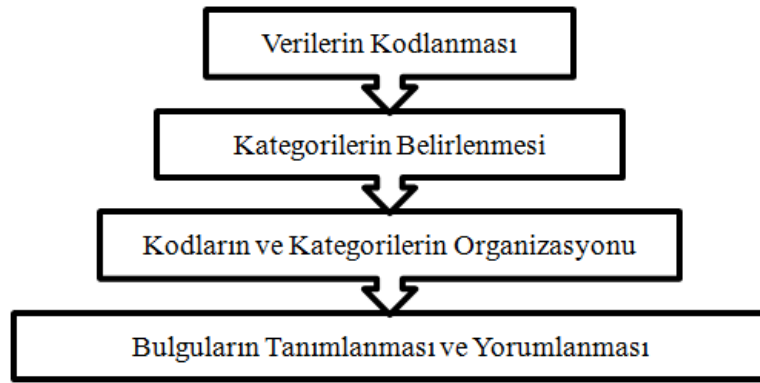 Verilerin Kodlanması
Kategorilerin Belirlenmesi
Kodların ve Kategorilerin Organizasyonu
Bulguların Tanımlanması ve Yorumlanması